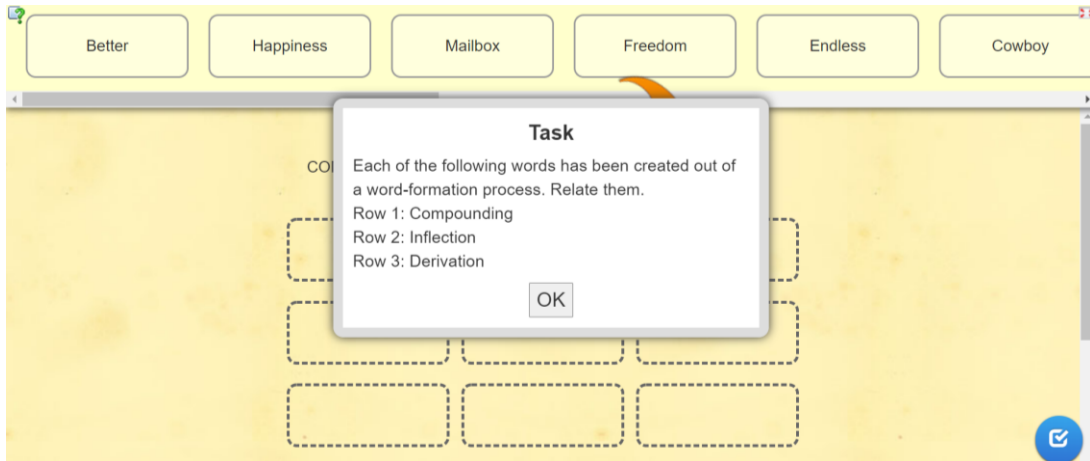 Better
Happiness
Mailbox
Freedom
Endless
Cowboy
Task
Each of the following words has been created out of
a word-formation process. Relate them.
Row 1: Compounding
Row 2: Inflection
Row 3: Derivation
OK